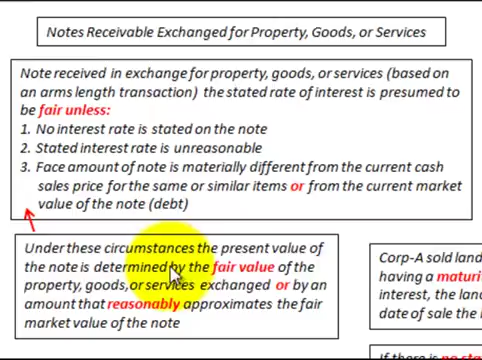 Notes Receivable Exchanged for Property, Goods, or Services
Note received in exchange for property, goods, or services (based on
an arms length transaction) the stated rate of interest is presumed to
be fair unless:
1. No interest rate is stated on the note
2. Stated interest rate is unreasonable
3. Face amount of note is materially different from the current cash
sales price for the same or similar items or from the current market
value of the note (debt)
Under these circumstances the present value of
the note is determined by the fair value of the
property, goods, or services exchanged or by an
amount that reasonably approximates the fair
market value of the note
Corp-A sold land
having a maturi
interest, the land
date of sale the
If there is no st